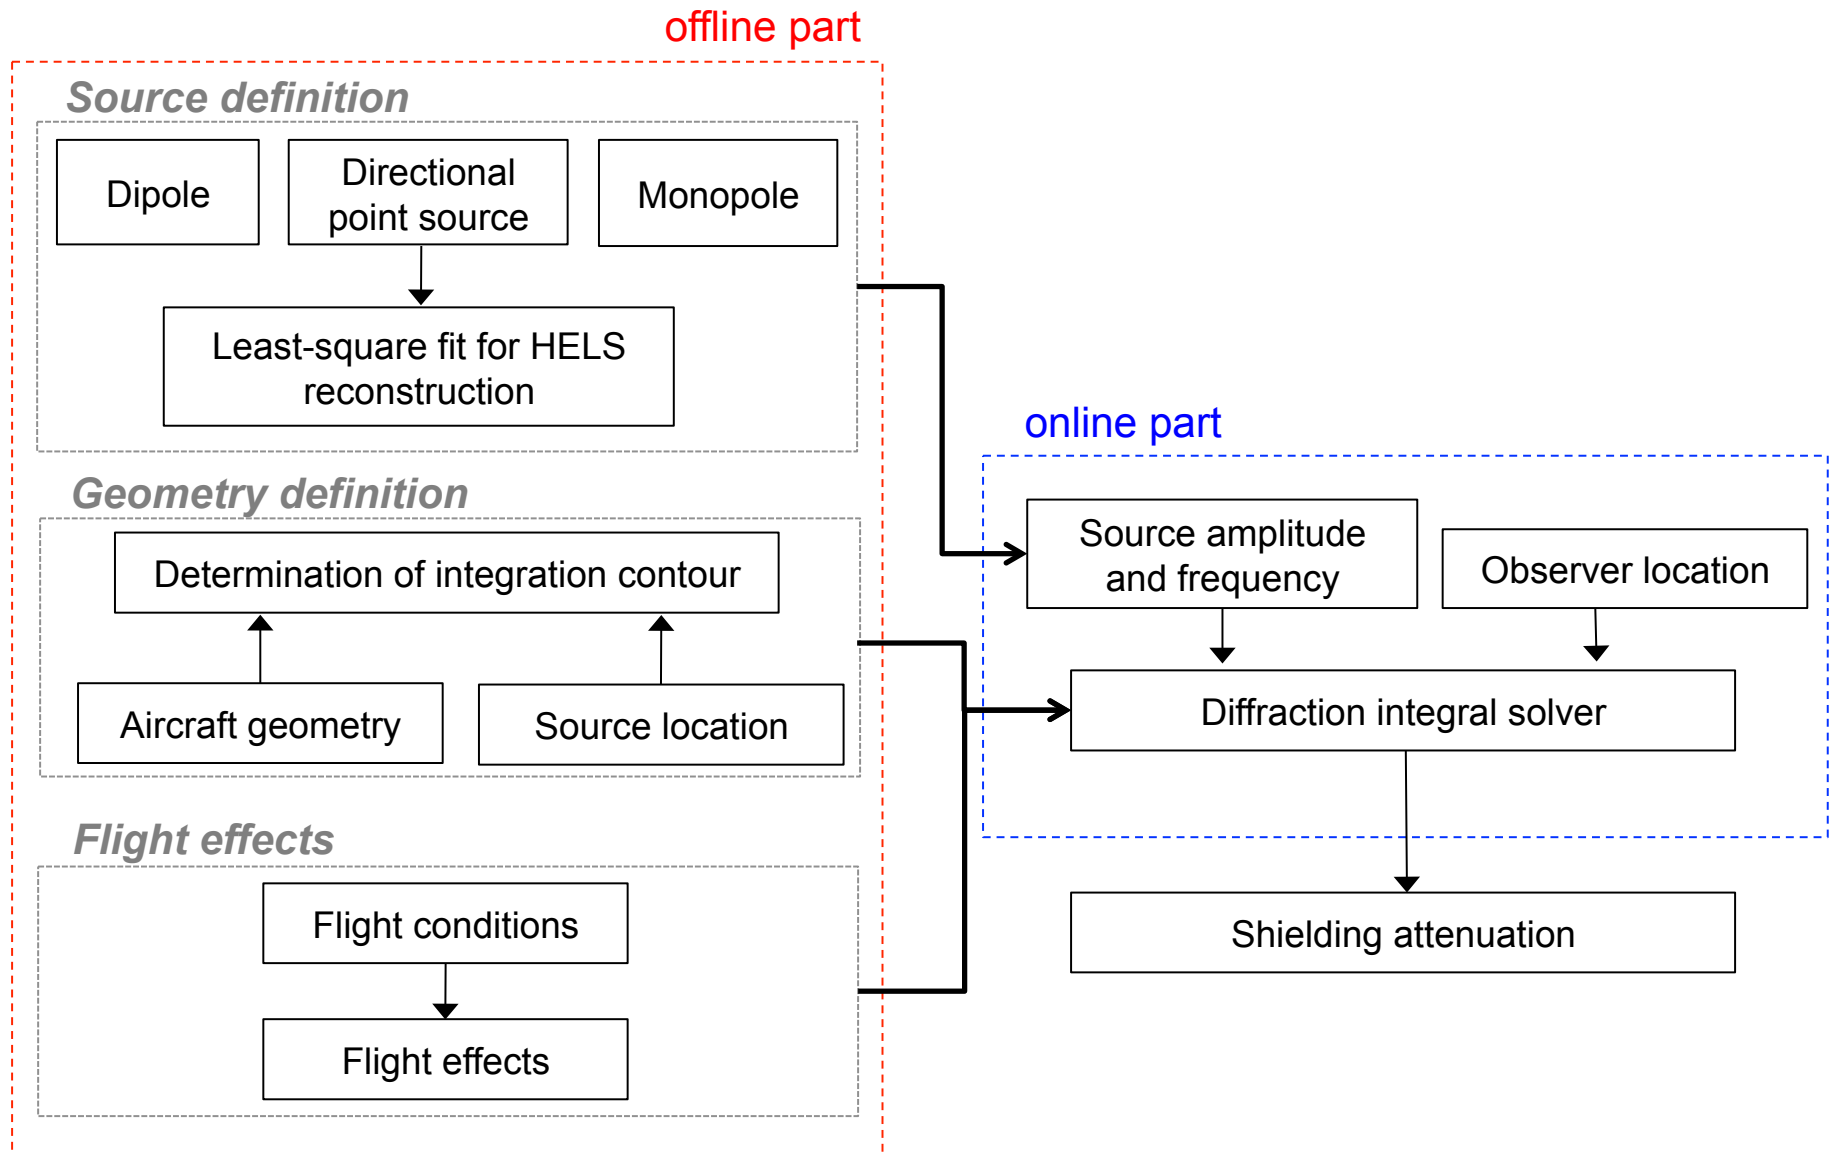 offline part
Source definition
Dipole
Directional
point source
Monopole
Least-square fit for HELS
reconstruction
Geometry definition
Determination of integration contour
Aircraft geometry
Source location
Flight effects
Flight conditions
Flight effects
online part
Source amplitude
and frequency
Observer location
Diffraction integral solver
Shielding attenuation